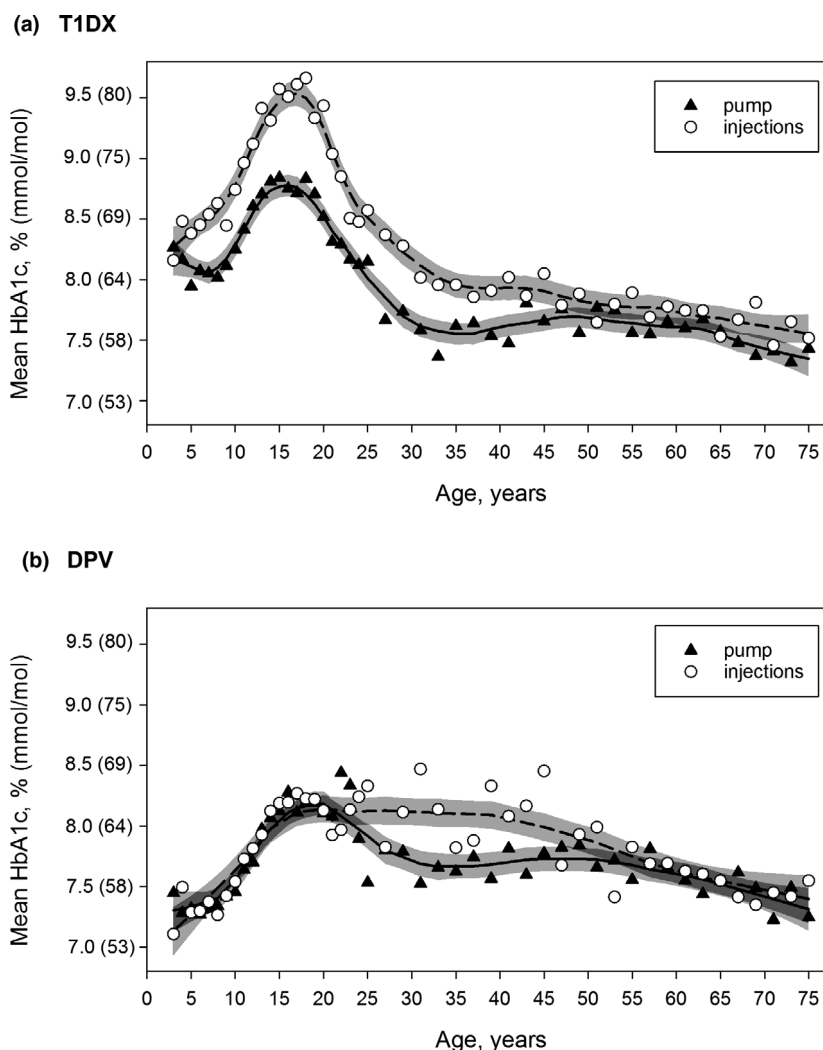 (a) T1DX
Mean HbA1c, % (mmol/mol)
9.5 (80)
9.0 (75)
8.5 (69)
8.0 (64)
7.5 (58)
7.0 (53)
pump
injections
0 5 10 15 20 25 30 35 40 45 50 55 60 65 70 75
Age, years
(b) DPV
Mean HbA1c, % (mmol/mol)
9.5 (80)
9.0 (75)
8.5 (69)
8.0 (64)
7.5 (58)
7.0 (53)
pump
injections
0 5 10 15 20 25 30 35 40 45 50 55 60 65 70 75
Age, years